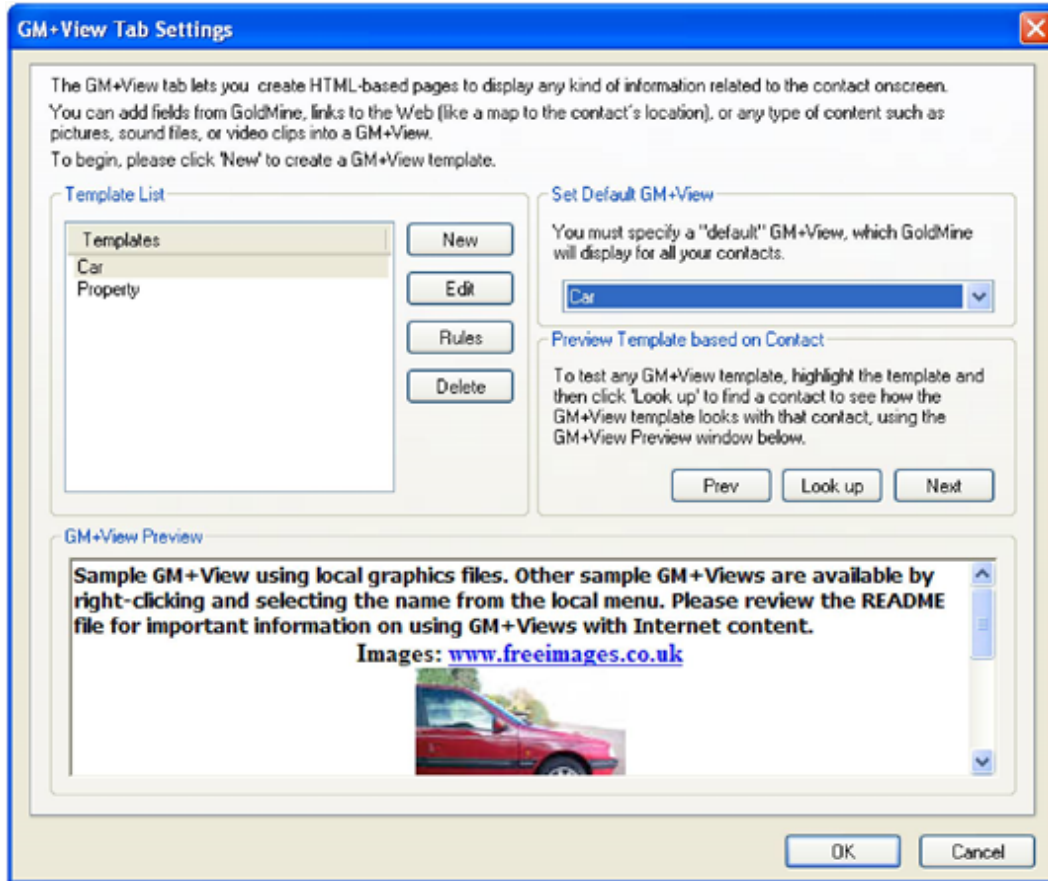 GM+View Tab Settings
The GM+View tab lets you create HTML-based pages to display any kind of information related to the contact onscreen.
You can add fields from GoldMine, links to the Web (like a map to the contact's location), or any type of content such as
pictures, sound files, or video clips into a GM+View.
To begin, please click 'New' to create a GM+View template.
Template List
Templates
Car
Property
New
Edit
Rules
Delete
Set Default GM+View
You must specify a "default" GM+View, which GoldMine
will display for all your contacts.
Car
Preview Template based on Contact
To test any GM+View template, highlight the template and
then click 'Look up' to find a contact to see how the
GM+View template looks with that contact, using the
GM+View Preview window below.
Prev
Look up
Next
GM+View Preview
Sample GM+View using local graphics files. Other sample GM+Views are available by
right-clicking and selecting the name from the local menu. Please review the README
file for important information on using GM+Views with Internet content.
Images: www.freeimages.co.uk
OK
Cancel